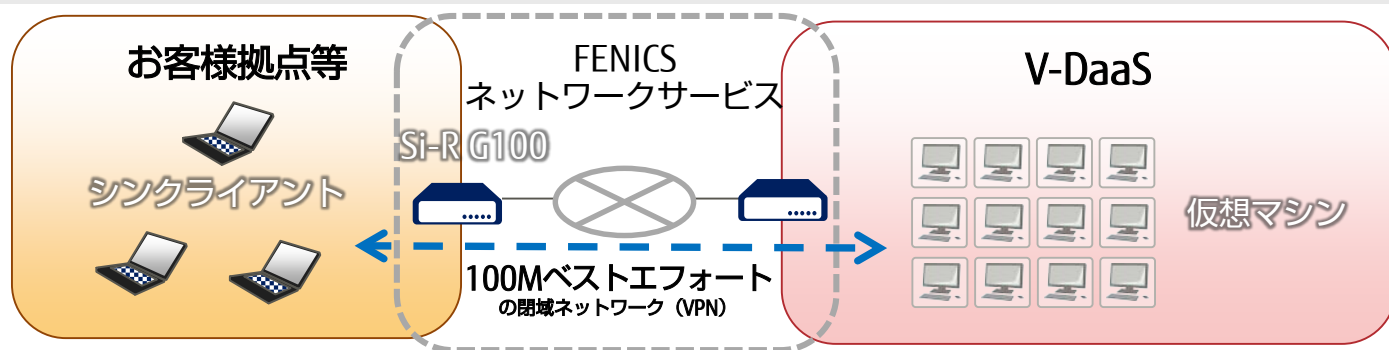 お客様拠点等
シンクライアント
FENICS
ネットワークサービス
Si-R G100
100Mベストエフォート
の閉域ネットワーク（VPN）
V-DaaS
仮想マシン